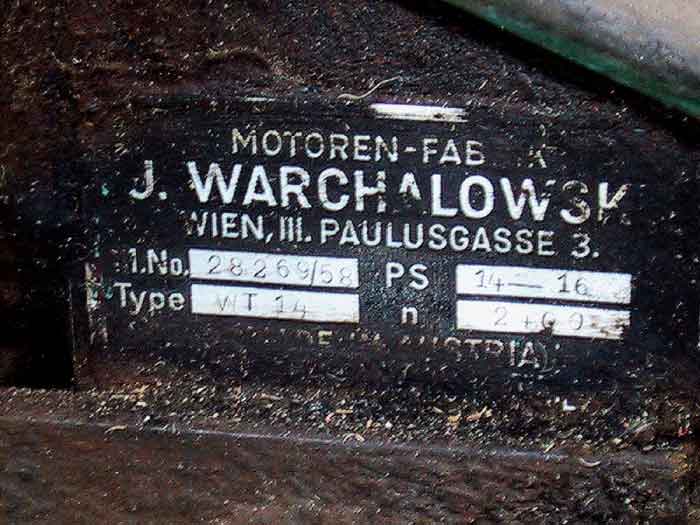 MOTOREN-FAB K
J. WARCHALOWSK
WIEN, III. PAULUSGASSE 3.
M.No. 28269/58 PS 14 — 16
Type WT 14 n
AUSTRIA)